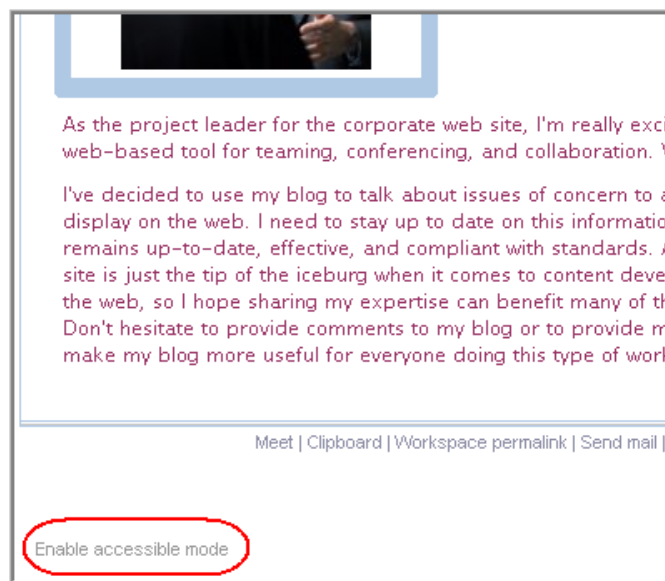 As the project leader for the corporate web site, I'm really
web-based tool for teaming, conferencing, and collaboration.
I've decided to use my blog to talk about issues of concern to
display on the web. I need to stay up to date on this
remains up-to-date, effective, and compliant with standards.
site is just the tip of the iceburg when it comes to content
the web, so I hope sharing my expertise can benefit many of
Don't hesitate to provide comments to my blog or to provide
make my blog more useful for everyone doing this type of
Meet | Clipboard | Workspace permalink | Send mail |
Enable accessible mode